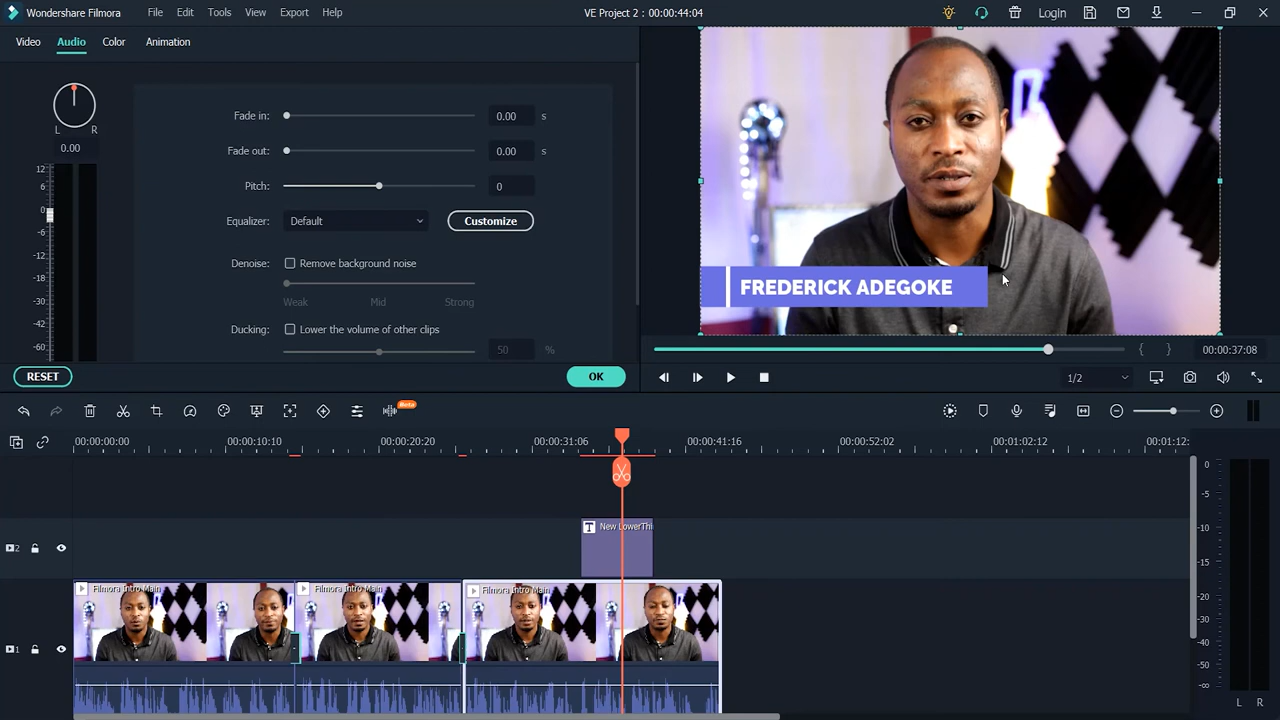 Wondershare Filmora File Edit Tools View Export Help VE Project 2 : 00:00:44:04 Login
Video Audio Color Animation
L R
0.00
Fade in: 0.00 s
Fade out: 0.00 s
Pitch: 0
Equalizer: Default Customize
Denoise: Remove background noise
Weak Mid Strong
Ducking: Lower the volume of other clips
50 %
12
6
0
-6
-12
-18
-30
-42
-60
RESET OK
FREDERICK ADEGOKE
{ } 00:00:37:08
1/2
Beta
00:00:00:00 00:00:10:10 00:00:20:20 00:00:31:06 00:00:41:16 00:00:52:02 00:01:02:12 00:01:12:
T New LowerThi
2
Filmora Intro Main Filmora Intro Main Filmora Intro Main
1
0
-5
-10
-15
-20
-30
-40
-50
-∞
L R